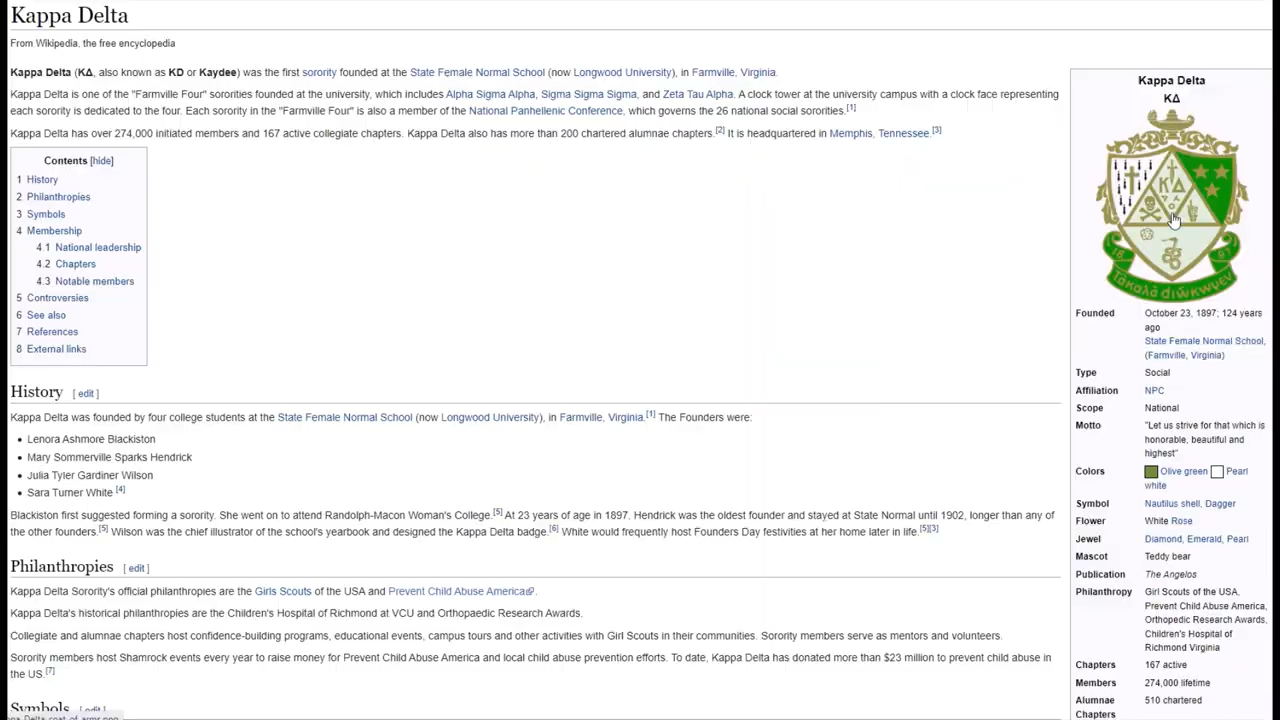 Kappa Delta
From Wikipedia, the free encyclopedia
Kappa Delta (ΚΔ, also known as KD or Kaydee) was the first sorority founded at the State Female Normal School (now Longwood University), in Farmville, Virginia.
Kappa Delta is one of the "Farmville Four" sororities founded at the university, which includes Alpha Sigma Alpha, Sigma Sigma Sigma, and Zeta Tau Alpha. A clock tower at the university campus with a clock face representing
each sorority is dedicated to the four. Each sorority in the "Farmville Four" is also a member of the National Panhellenic Conference, which governs the 26 national social sororities.[1]
Kappa Delta has over 274,000 initiated members and 167 active collegiate chapters. Kappa Delta also has more than 200 chartered alumnae chapters.[2] It is headquartered in Memphis, Tennessee.[3]
Contents [hide]
1 History
2 Philanthropies
3 Symbols
4 Membership
4.1 National leadership
4.2 Chapters
4.3 Notable members
5 Controversies
6 See also
7 References
8 External links
History [ edit ]
Kappa Delta was founded by four college students at the State Female Normal School (now Longwood University), in Farmville, Virginia.[1] The Founders were:
• Lenora Ashmore Blackiston
• Mary Sommerville Sparks Hendrick
• Julia Tyler Gardiner Wilson
• Sara Turner White [4]
Blackiston first suggested forming a sorority. She went on to attend Randolph-Macon Woman's College.[5] At 23 years of age in 1897, Hendrick was the oldest founder and stayed at State Normal until 1902, longer than any of
the other founders.[5] Wilson was the chief illustrator of the school's yearbook and designed the Kappa Delta badge.[6] White would frequently host Founders Day festivities at her home later in life.[5][3]
Philanthropies [ edit ]
Kappa Delta Sorority's official philanthropies are the Girls Scouts of the USA and Prevent Child Abuse America.
Kappa Delta's historical philanthropies are the Children's Hospital of Richmond at VCU and Orthopaedic Research Awards.
Collegiate and alumnae chapters host confidence-building programs, educational events, campus tours and other activities with Girl Scouts in their communities. Sorority members serve as mentors and volunteers.
Sorority members host Shamrock events every year to raise money for Prevent Child Abuse America and local child abuse prevention efforts. To date, Kappa Delta has donated more than $23 million to prevent child abuse in
the US.[7]
Symbols [ edit ]
Kappa Delta
ΚΔ
ΚΔ
18 97
Founded October 23, 1897; 124 years
ago
State Female Normal School,
(Farmville, Virginia)
Type Social
Affiliation NPC
Scope National
Motto "Let us strive for that which is
honorable, beautiful and
highest"
Colors Olive green Pearl
white
Symbol Nautilus shell, Dagger
Flower White Rose
Jewel Diamond, Emerald, Pearl
Mascot Teddy bear
Publication The Angelos
Philanthropy Girl Scouts of the USA,
Prevent Child Abuse America,
Orthopedic Research Awards,
Children's Hospital of
Richmond Virginia
Chapters 167 active
Members 274,000 lifetime
Alumnae 510 chartered
Chapters